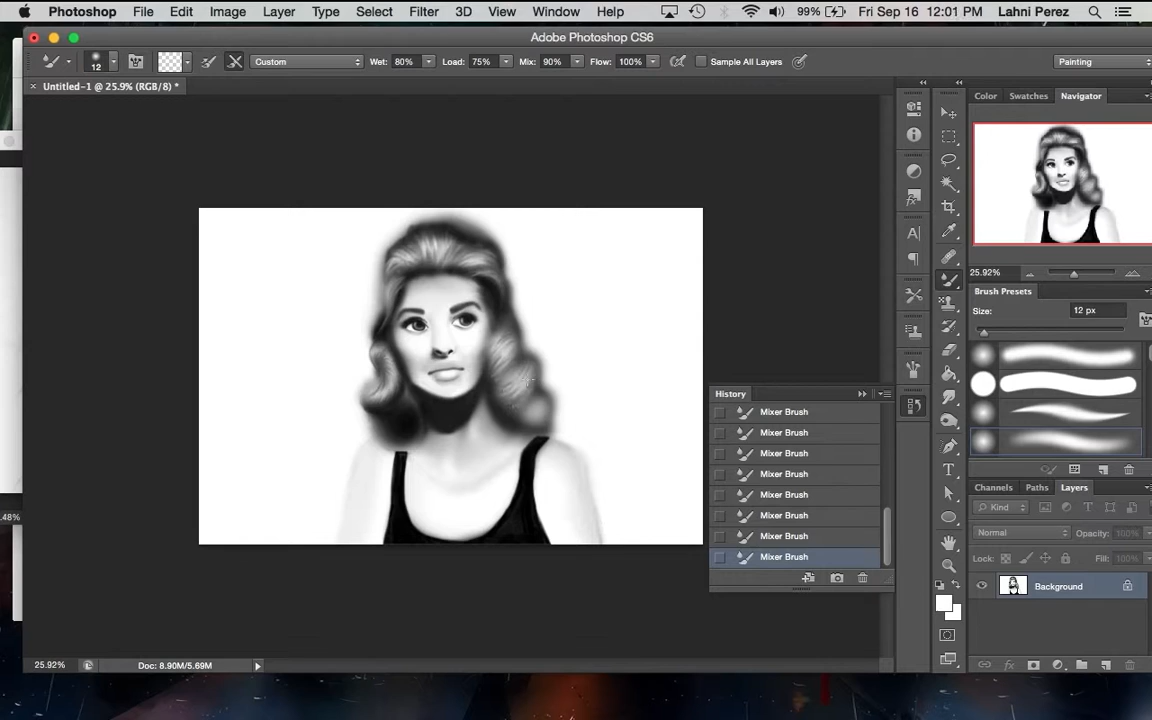 Photoshop File Edit Image Layer Type Select Filter 3D View Window Help 99% Fri Sep 16 12:01 PM Lahni Perez
Adobe Photoshop CS6
12 Custom Wet: 80% Load: 75% Mix: 90% Flow: 100% Sample All Layers Painting
Untitled-1 @ 25.9% (RGB/8) *
Color Swatches Navigator
25.92%
Brush Presets
Size: 12 px
History
Mixer Brush
Mixer Brush
Mixer Brush
Mixer Brush
Mixer Brush
Mixer Brush
Mixer Brush
Mixer Brush
Channels Paths Layers
Kind
Normal Opacity: 100%
Lock: Fill: 100%
Background
.48%
25.92% Doc: 8.90M/5.69M